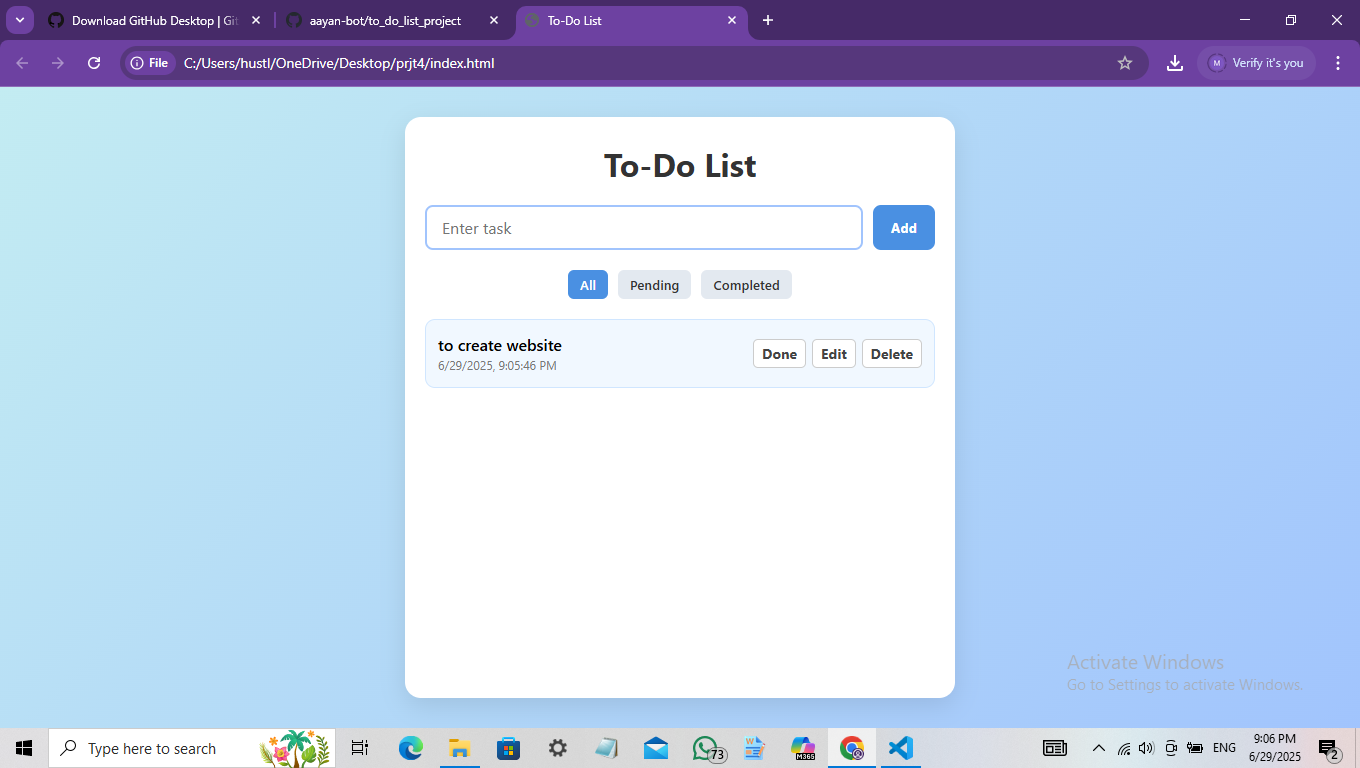 Download GitHub Desktop | Git
aayan-bot/to_do_list_project
To-Do List
File
C:/Users/hustl/OneDrive/Desktop/prjt4/index.html
M
Verify it's you
To-Do List
Enter task
Add
All
Pending
Completed
to create website
6/29/2025, 9:05:46 PM
Done
Edit
Delete
Activate Windows
Go to Settings to activate Windows.
Type here to search
73
W
M365
ENG
9:06 PM
6/29/2025
2